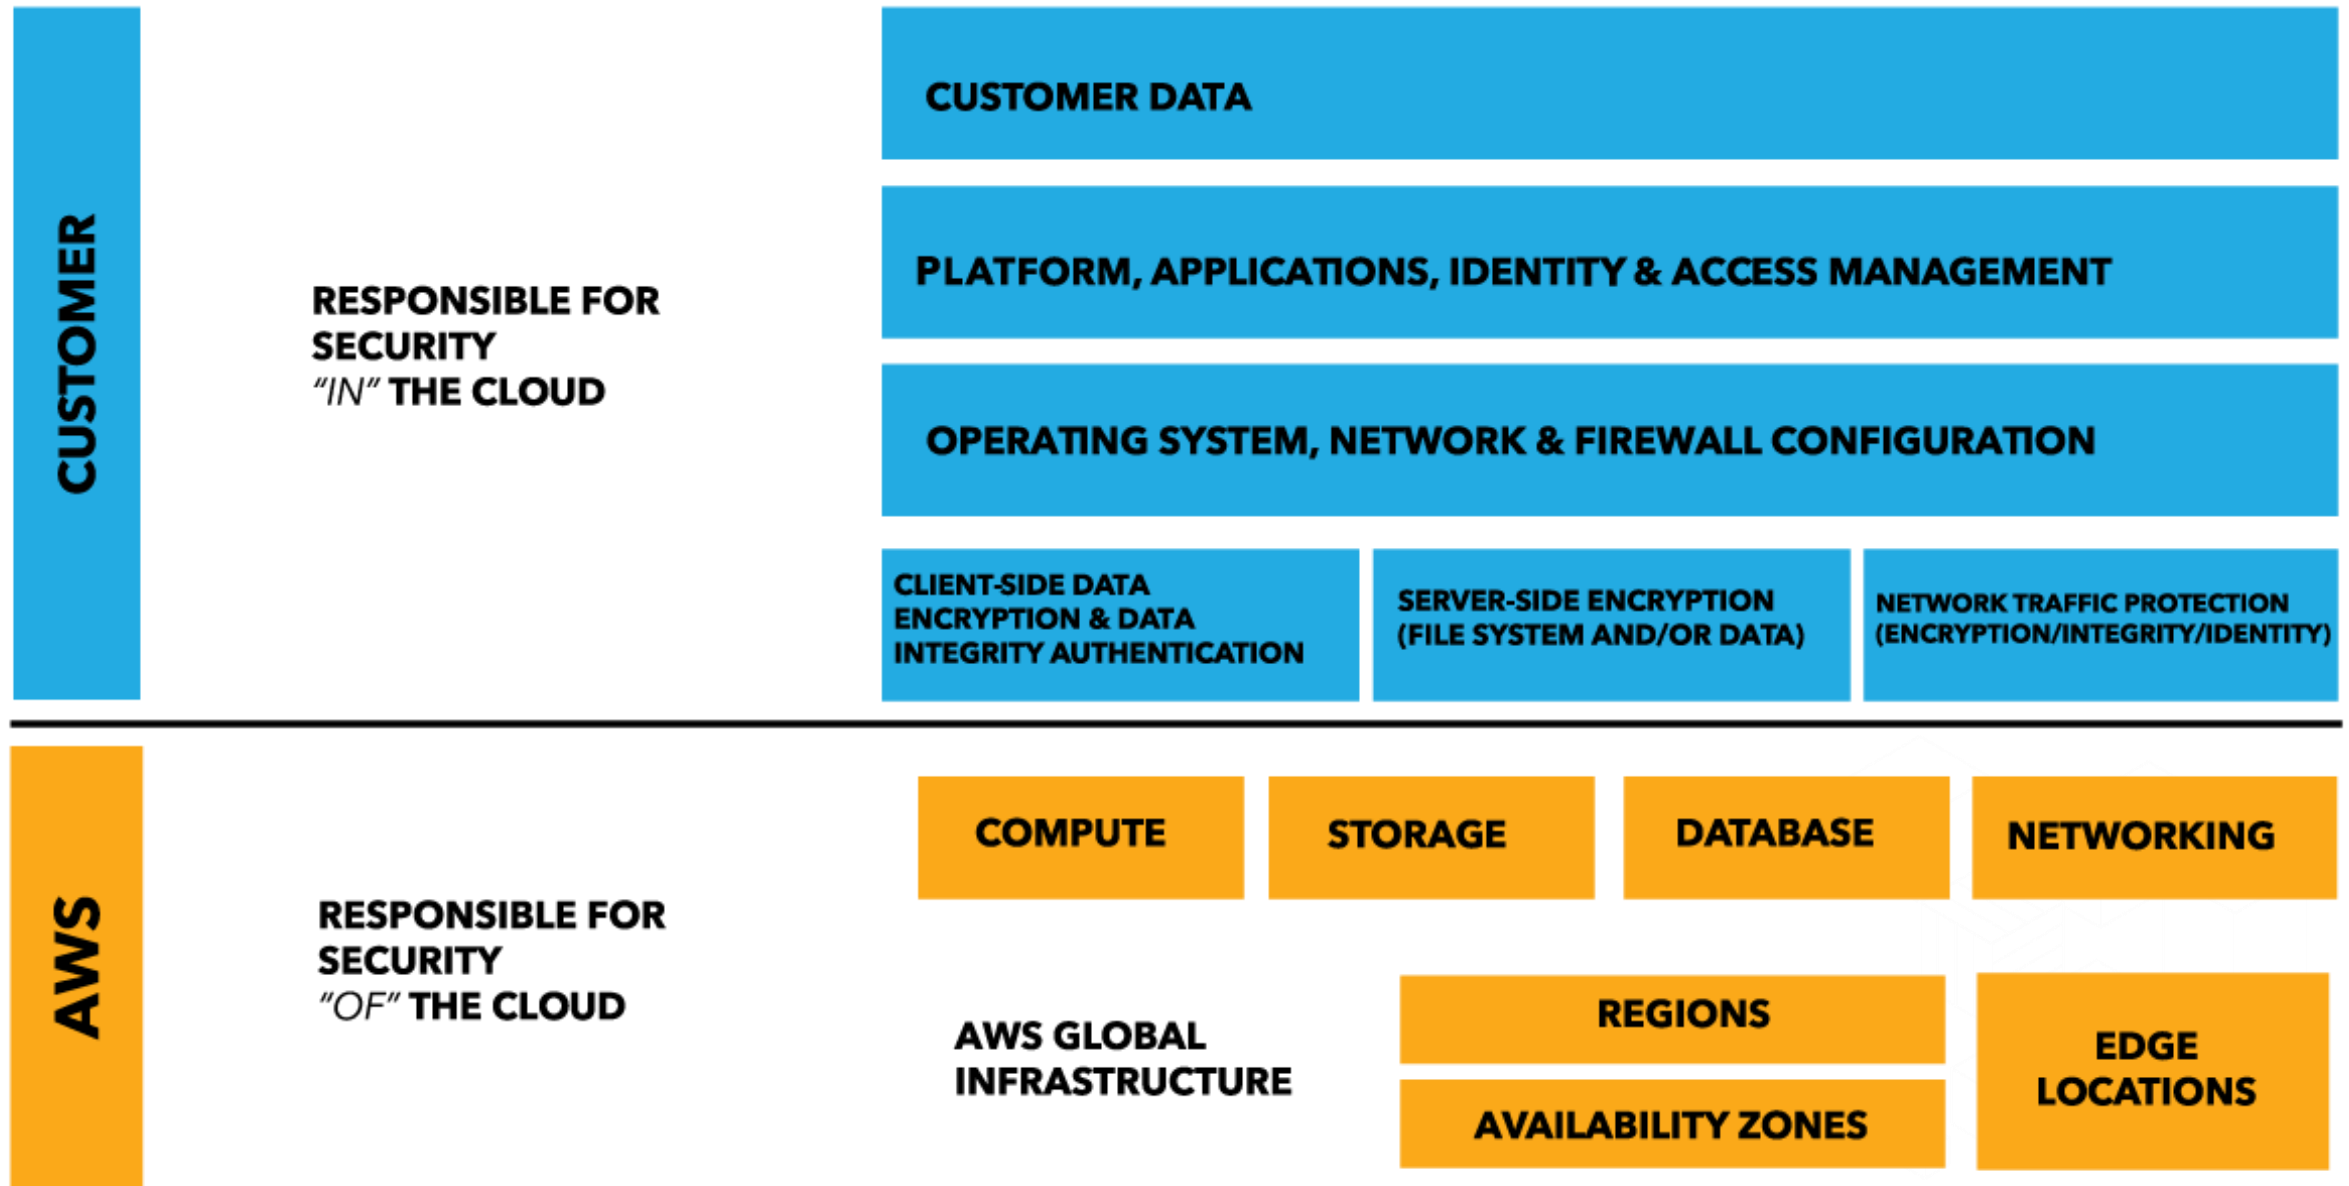 CUSTOMER
RESPONSIBLE FOR
SECURITY
“IN” THE CLOUD
CUSTOMER DATA
PLATFORM, APPLICATIONS, IDENTITY & ACCESS MANAGEMENT
OPERATING SYSTEM, NETWORK & FIREWALL CONFIGURATION
CLIENT-SIDE DATA
ENCRYPTION & DATA
INTEGRITY AUTHENTICATION
SERVER-SIDE ENCRYPTION
(FILE SYSTEM AND/OR DATA)
NETWORK TRAFFIC PROTECTION
(ENCRYPTION/INTEGRITY/IDENTITY)
AWS
RESPONSIBLE FOR
SECURITY
“OF” THE CLOUD
COMPUTE
STORAGE
DATABASE
NETWORKING
AWS GLOBAL
INFRASTRUCTURE
REGIONS
AVAILABILITY ZONES
EDGE
LOCATIONS